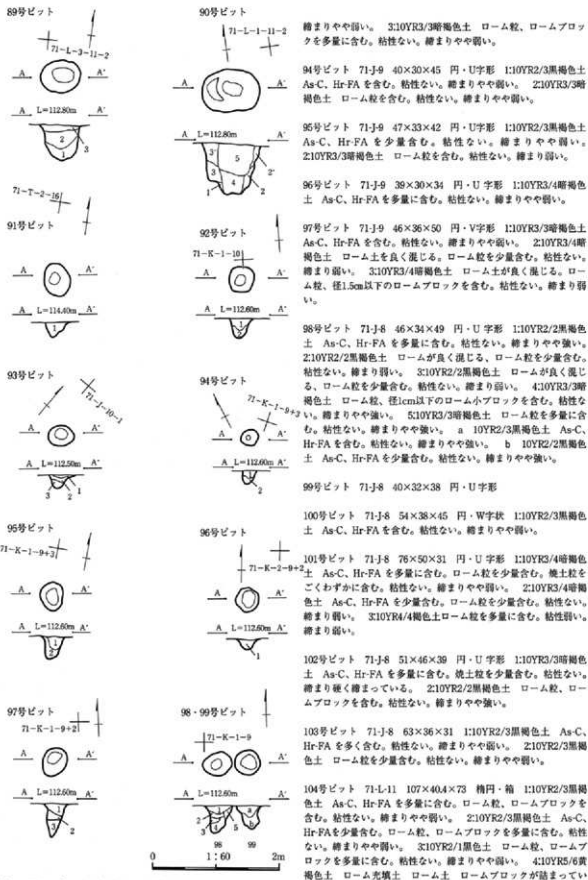 89号ピット
71-L-3-11-2
A A'
A L=112.80m A'
2
1
3
90号ピット
71-L-1-11-2
A A'
A L=112.80m A'
3'
5
3
4
2'
1
2
71-T-2-16
91号ピット
A A'
A L=114.40m A'
1
92号ピット
71-K-1-10
A A'
A L=112.60m A'
1
2
93号ピット
71-J-10-1
A A'
A L=112.50m A'
1
3 2
94号ピット
71-K-1-9+3
A A'
A L=112.60m A'
1
2
95号ピット
71-K-1-9+3
A A'
A L=112.60m A'
1
2
96号ピット
71-K-2-9+2
A A'
A L=112.60m A'
1
97号ピット
71-K-1-9+2
A A'
A L=112.60m A'
1
2
3
98・99号ピット
71-K-1-9
A A'
A L=112.60m A'
1
2
3
4
5
a
b
98 99
0 1:60 2m
締まりやや弱い。 3:10YR3/3暗褐色土 ローム粒、ロームブロッ
クを多量に含む。粘性ない。締まりやや弱い。
94号ピット 71-J-9 40×30×45 円・U字形 1:10YR2/3黒褐色土
As-C、Hr-FAを含む。粘性ない。締まりやや弱い。 2:10YR3/3暗
褐色土 ローム粒を含む。粘性ない。締まりやや弱い。
95号ピット 71-J-9 47×33×42 円・U字形 1:10YR2/3黒褐色土
As-C、Hr-FAを少量含む。粘性ない。締まりやや弱い。
2:10YR3/3暗褐色土 ローム粒を含む。粘性ない。締まり弱い。
96号ピット 71-J-9 39×30×34 円・U字形 1:10YR3/4暗褐色
土 As-C、Hr-FAを多量に含む。粘性ない。締まりやや弱い。
97号ピット 71-J-9 46×36×50 円・V字形 1:10YR3/3暗褐色土
As-C、Hr-FAを含む。粘性ない。締まりやや弱い。 2:10YR3/4暗
褐色土 ローム土を良く混じる。ローム粒を少量含む。粘性ない。
締まり弱い。 3:10YR3/4暗褐色土 ローム土が良く混じる。ロー
ム粒、径1.5cm以下のロームブロックを含む。粘性ない。締まり弱
い。
98号ピット 71-J-8 46×34×49 円・U字形 1:10YR2/2黒褐色
土 As-C、Hr-FAを多量に含む。粘性ない。締まりやや強い。
2:10YR2/2黒褐色土 ロームが良く混じる、ローム粒を少量含む。
粘性ない。締まり弱い。 3:10YR2/2黒褐色土 ロームが良く混じ
る、ローム粒を少量含む。粘性ない。締まり弱い。 4:10YR3/3暗
褐色土 ローム粒、径1cm以下のローム小ブロックを含む。粘性な
い。締まりやや強い。 5:10YR3/3暗褐色土 ローム粒を多量に含
む。粘性ない。締まりやや強い。 a 10YR2/3黒褐色土 As-C、
Hr-FAを含む。粘性ない。締まりやや強い。 b 10YR2/2黒褐色
土 As-C、Hr-FAを少量含む。粘性ない。締まりやや強い。
99号ピット 71-J-8 40×32×38 円・U字形
100号ピット 71-J-8 54×38×45 円・W字状 1:10YR2/3黒褐色
土 As-C、Hr-FAを含む。粘性ない。締まりやや弱い。
101号ピット 71-J-8 76×50×31 円・U字形 1:10YR3/4暗褐色
土 As-C、Hr-FAを多量に含む。ローム粒を少量含む。焼土粒を
ごくわずかに含む。粘性ない。締まりやや弱い。 2:10YR3/4暗褐
色土 As-C、Hr-FAを少量含む。ローム粒を少量含む。粘性ない。
締まり弱い。 3:10YR4/4褐色土ローム粒を多量に含む。粘性弱い。
締まり弱い。
102号ピット 71-J-8 51×46×39 円・U字形 1:10YR3/3暗褐色
土 As-C、Hr-FAを多量に含む。焼土粒を少量含む。粘性ない。
締まり硬く締まっている。 2:10YR2/2黒褐色土 ローム粒、ロー
ムブロックを含む。粘性ない。締まりやや強い。
103号ピット 71-J-8 63×36×31 1:10YR2/3黒褐色土 As-C、
Hr-FAを多く含む。粘性ない。締まりやや弱い。 2:10YR2/3黒褐
色土 ローム粒を少量含む。粘性ない。締まりやや弱い。
104号ピット 71-L-11 107×40.4×73 楕円・箱 1:10YR2/3黒褐
色土 As-C、Hr-FAを多量に含む。ローム粒、ロームブロックを
含む。粘性ない。締まりやや弱い。 2:10YR2/3黒褐色土 As-C、
Hr-FAを少量含む。ローム粒、ロームブロックを多量に含む。粘性
ない。締まりやや弱い。 3:10YR2/1黒色土 ローム粒、ロームブ
ロックを多量に含む。粘性ない。締まりやや弱い。 4:10YR5/6黄
褐色土 ローム充填土 ローム土 ロームブロックが詰まってい